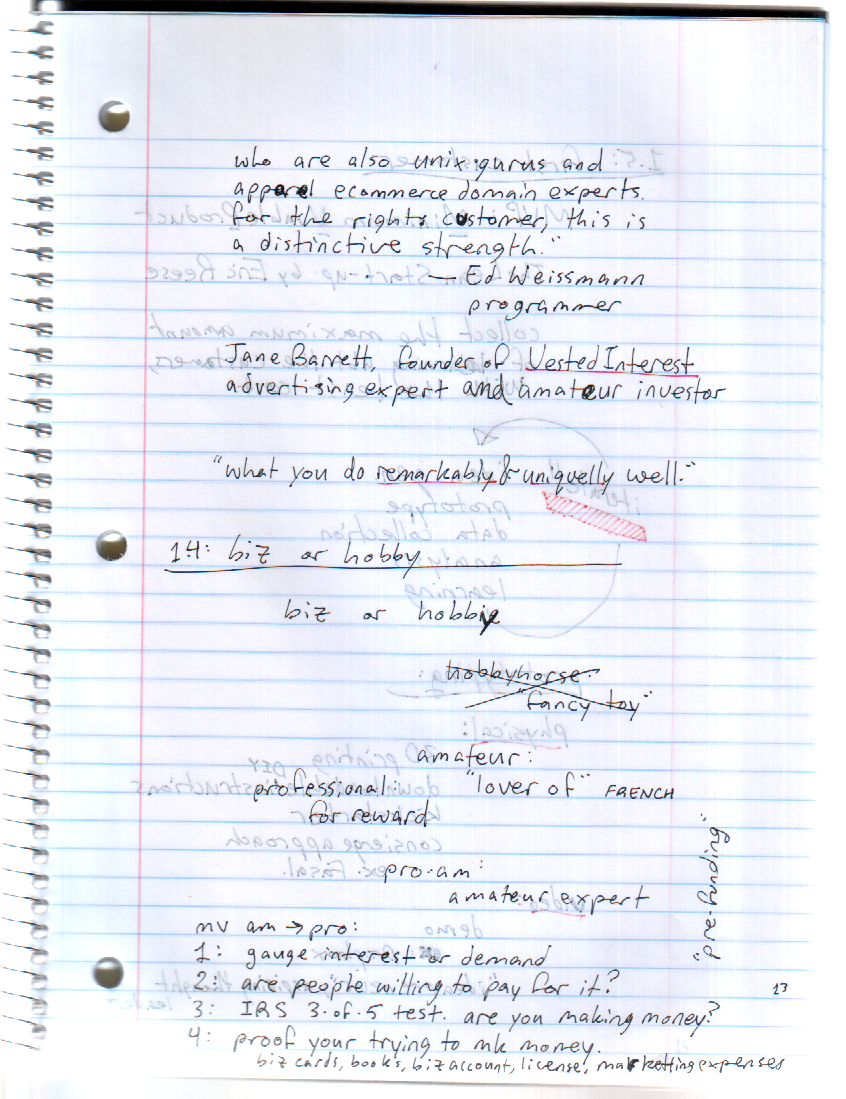 who are also unix gurus and
apparel ecommerce domain experts.
for the right customer, this is
a distinctive strength."
— Ed Weissmann
programmer
Jane Barrett, founder of Vested Interest
advertising expert and amateur investor
"what you do remarkably & uniquelly well."
1.4: biz or hobby
biz or hobby
hobbyhorse:
"fancy toy"
amateur:
professional: "lover of" FRENCH
for reward
pro·am:
amateur expert
"pre-funding"
mv am → pro:
1: gauge interest or demand
2: are people willing to pay for it?
13
3: IRS 3·of·5 test. are you making money?
4: proof your trying to mk money.
biz cards, books, biz account, license, marketting expenses